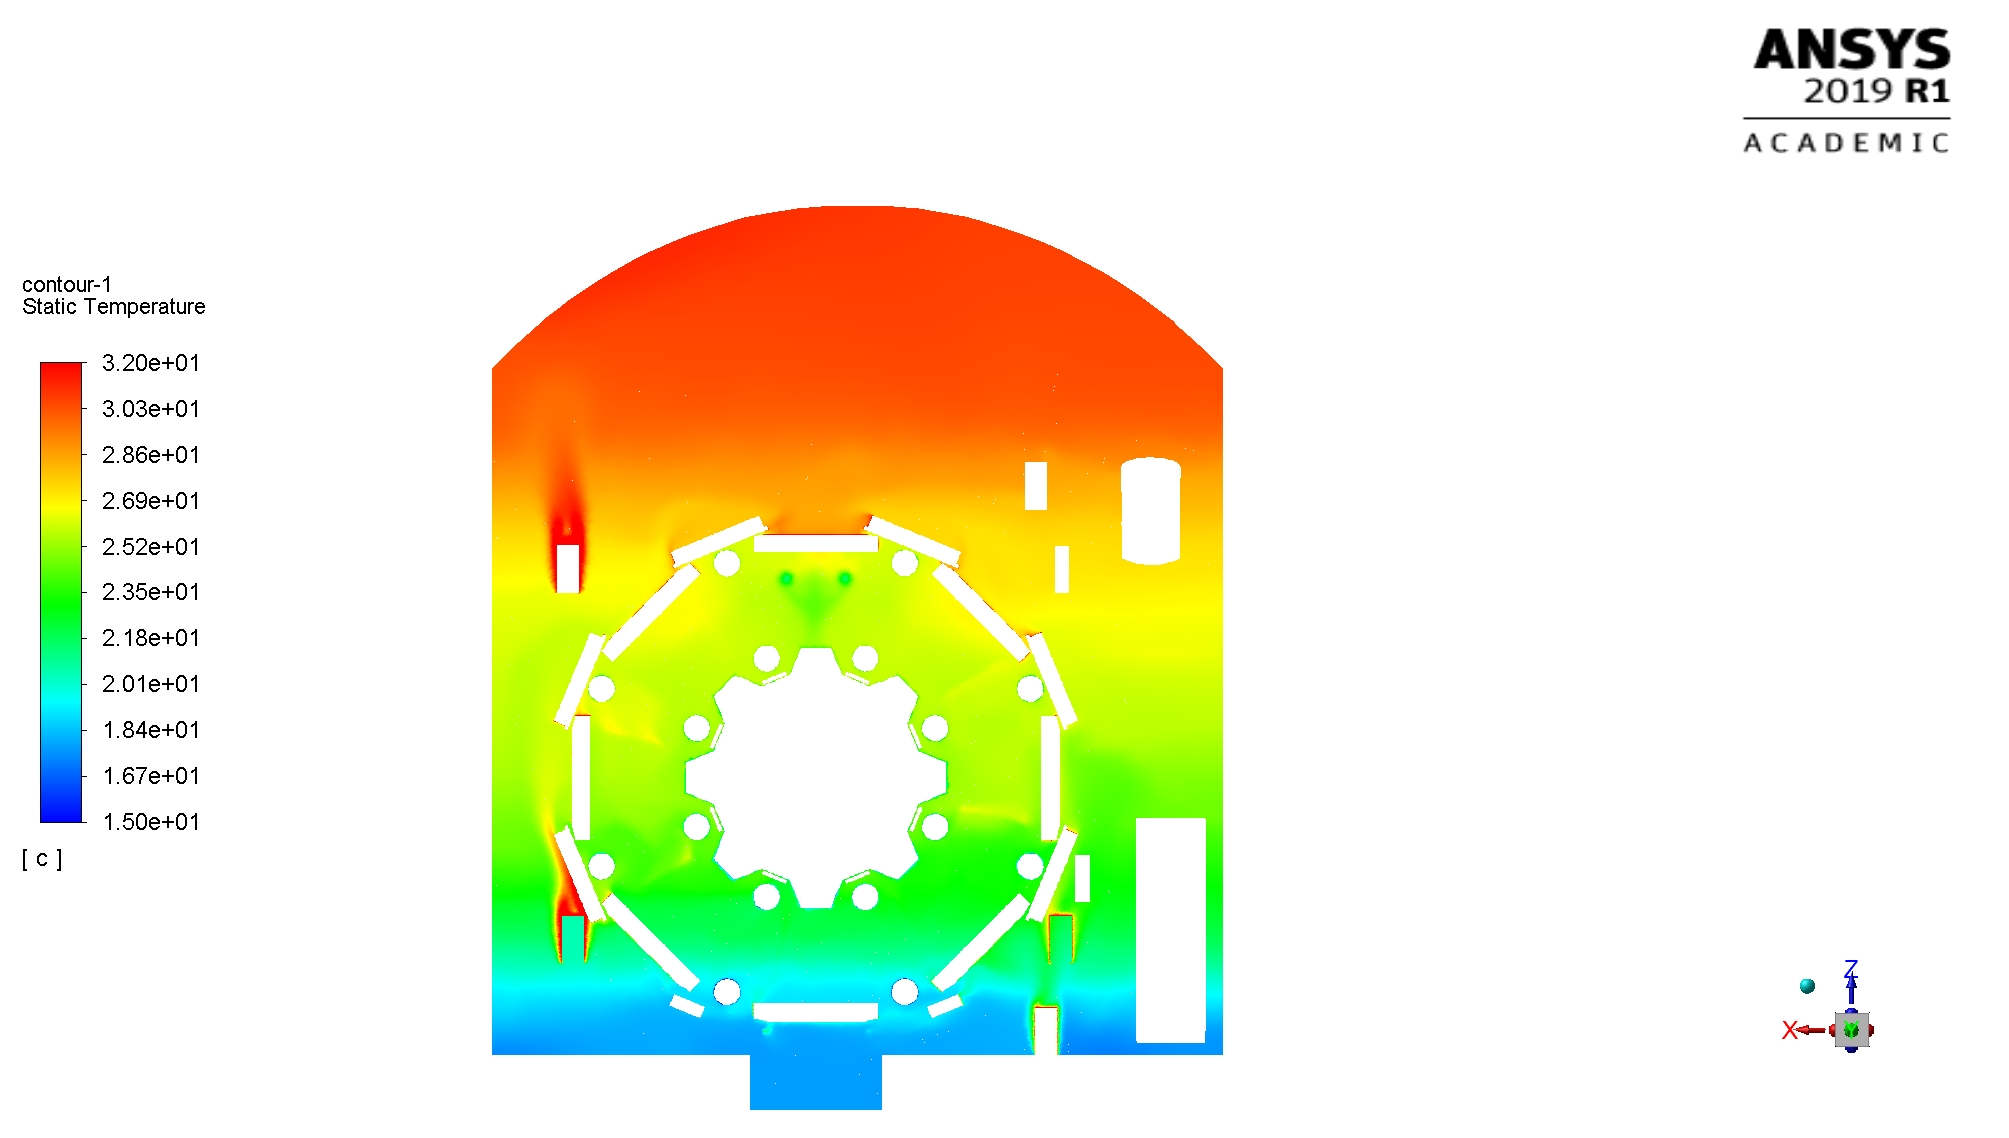 ANSYS
2019 R1
ACADEMIC
contour-1
Static Temperature
3.20e+01
3.03e+01
2.86e+01
2.69e+01
2.52e+01
2.35e+01
2.18e+01
2.01e+01
1.84e+01
1.67e+01
1.50e+01
[ c ]
Z
X
Y